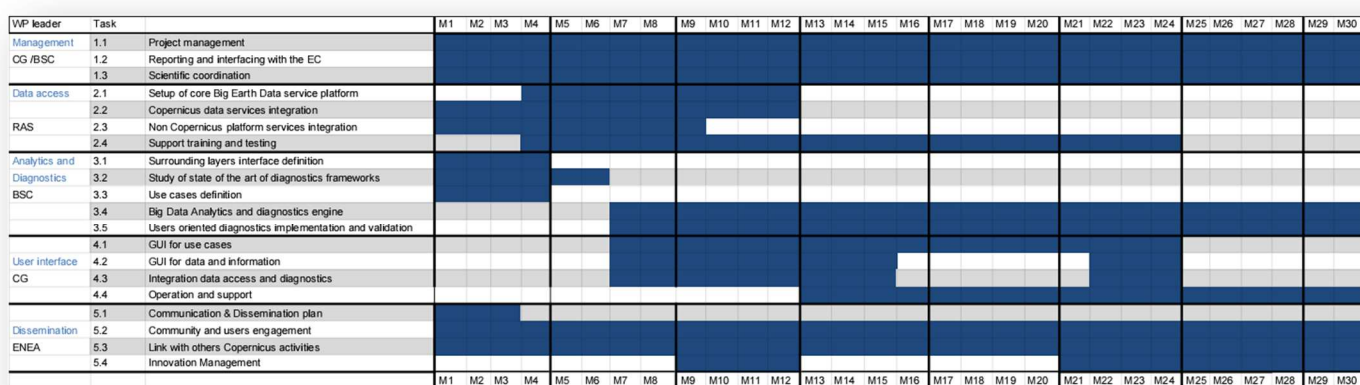 WP leader Task M1 M2 M3 M4 M5 M6 M7 M8 M9 M10 M11 M12 M13 M14 M15 M16 M17 M18 M19 M20 M21 M22 M23 M24 M25 M26 M27 M28 M29 M30
Management 1.1 Project management
CG /BSC 1.2 Reporting and interfacing with the EC
1.3 Scientific coordination
Data access 2.1 Setup of core Big Earth Data service platform
2.2 Copernicus data services integration
RAS 2.3 Non Copernicus platform services integration
2.4 Support training and testing
Analytics and 3.1 Surrounding layers interface definition
Diagnostics 3.2 Study of state of the art of diagnostics frameworks
BSC 3.3 Use cases definition
3.4 Big Data Analytics and diagnostics engine
3.5 Users oriented diagnostics implementation and validation
4.1 GUI for use cases
User interface 4.2 GUI for data and information
CG 4.3 Integration data access and diagnostics
4.4 Operation and support
5.1 Communication & Dissemination plan
Dissemination 5.2 Community and users engagement
ENEA 5.3 Link with others Copernicus activities
5.4 Innovation Management
M1 M2 M3 M4 M5 M6 M7 M8 M9 M10 M11 M12 M13 M14 M15 M16 M17 M18 M19 M20 M21 M22 M23 M24 M25 M26 M27 M28 M29 M30